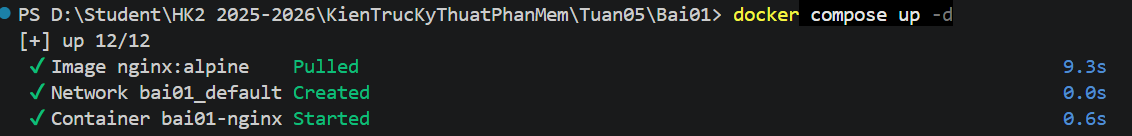 PS D:\Student\HK2 2025-2026\KienTrucKyThuatPhanMem\Tuan05\Bai01> docker compose up -d
[+] up 12/12
✓ Image nginx:alpine Pulled 9.3s
✓ Network bai01_default Created 0.0s
✓ Container bai01-nginx Started 0.6s